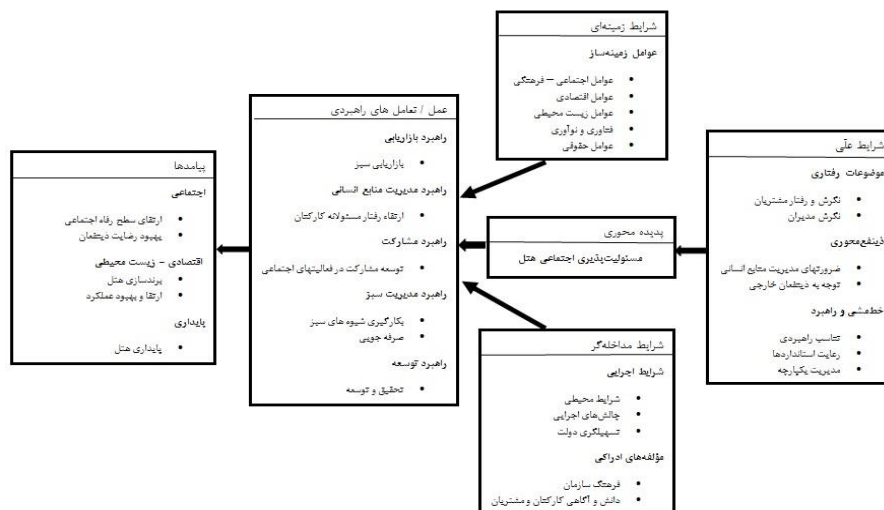 شرایط زمینه‌ای
عوامل زمینه‌ساز
عوامل اجتماعی – فرهنگی
عوامل اقتصادی
عوامل زیست محیطی
فناوری و نوآوری
عوامل حقوقی
شرایط علّی
موضوعات رفتاری
نگرش و رفتار مشتریان
نگرش مدیران
ذینفع‌محوری
ضرورتهای مدیریت منابع انسانی
توجه به ذینفعان خارجی
خط‌مشی و راهبرد
تناسب راهبردی
رعایت استانداردها
مدیریت یکپارچه
پدیده محوری
مسئولیت‌پذیری اجتماعی هتل
شرایط مداخله‌گر
شرایط اجرایی
شرایط محیطی
چالش‌های اجرایی
تسهیلگری دولت
مؤلفه‌های ادراکی
فرهنگ سازمان
دانش و آگاهی کارکنان و مشتریان
عمل / تعامل های راهبردی
راهبرد بازاریابی
بازاریابی سبز
راهبرد مدیریت منابع انسانی
ارتقاء رفتار مسئولانه کارکنان
راهبرد مشارکت
توسعه مشارکت در فعالیتهای اجتماعی
راهبرد مدیریت سبز
بکارگیری شیوه های سبز
صرفه جویی
راهبرد توسعه
تحقیق و توسعه
پیامدها
اجتماعی
ارتقای سطح رفاه اجتماعی
بهبود رضایت ذینفعان
اقتصادی – زیست محیطی
برندسازی هتل
ارتقا و بهبود عملکرد
پایداری
پایداری هتل